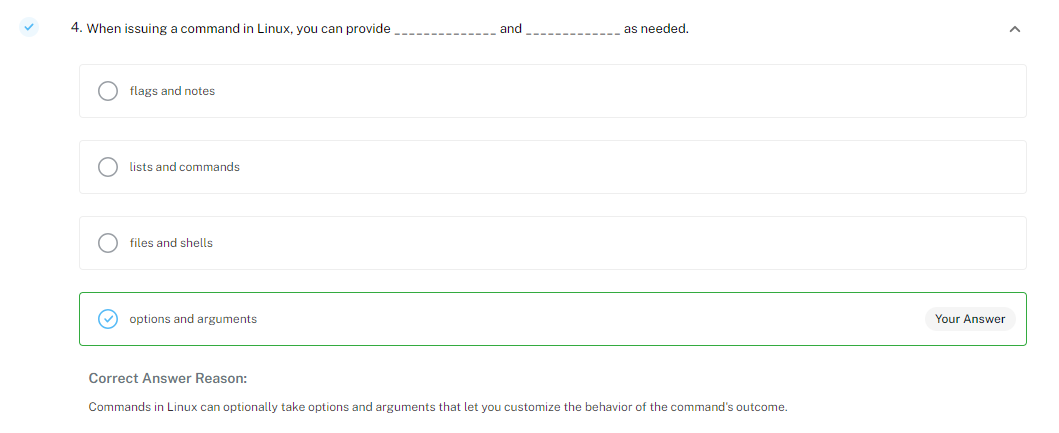 4. When issuing a command in Linux, you can provide ______________ and _____________ as needed.
flags and notes
lists and commands
files and shells
options and arguments
Your Answer
Correct Answer Reason:
Commands in Linux can optionally take options and arguments that let you customize the behavior of the command's outcome.